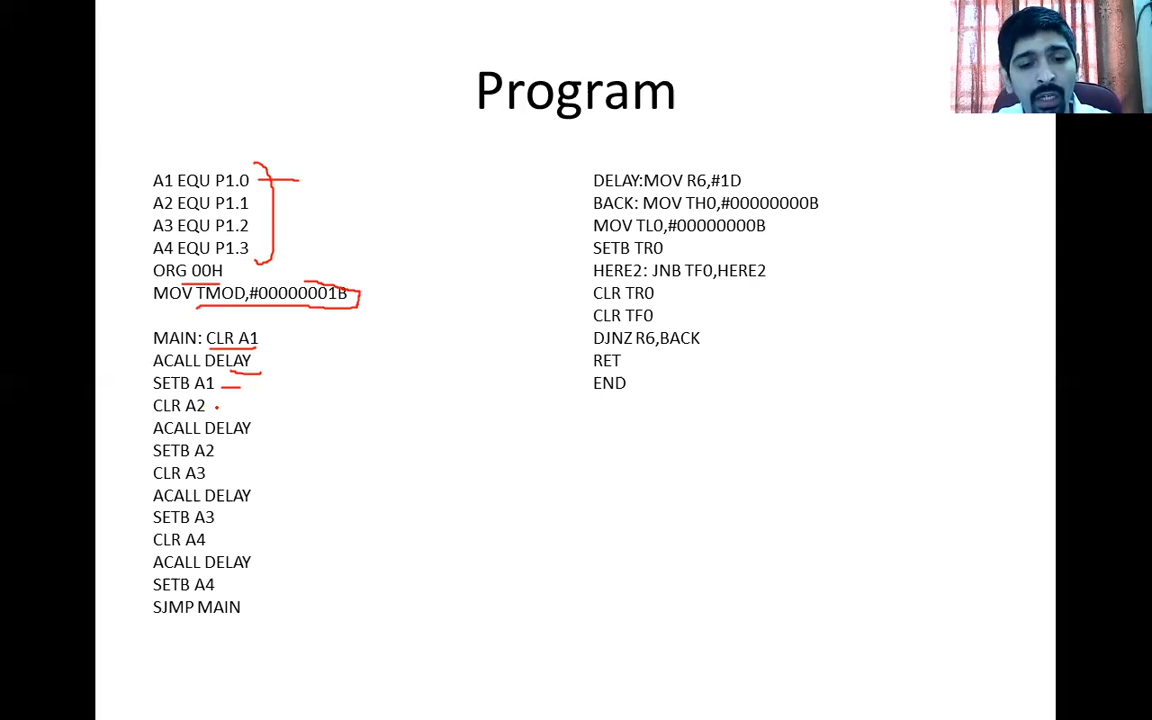 Program
A1 EQU P1.0
A2 EQU P1.1
A3 EQU P1.2
A4 EQU P1.3
ORG 00H
MOV TMOD,#00000001B
MAIN: CLR A1
ACALL DELAY
SETB A1
CLR A2
ACALL DELAY
SETB A2
CLR A3
ACALL DELAY
SETB A3
CLR A4
ACALL DELAY
SETB A4
SJMP MAIN
DELAY:MOV R6,#1D
BACK: MOV TH0,#00000000B
MOV TL0,#00000000B
SETB TR0
HERE2: JNB TF0,HERE2
CLR TR0
CLR TF0
DJNZ R6,BACK
RET
END